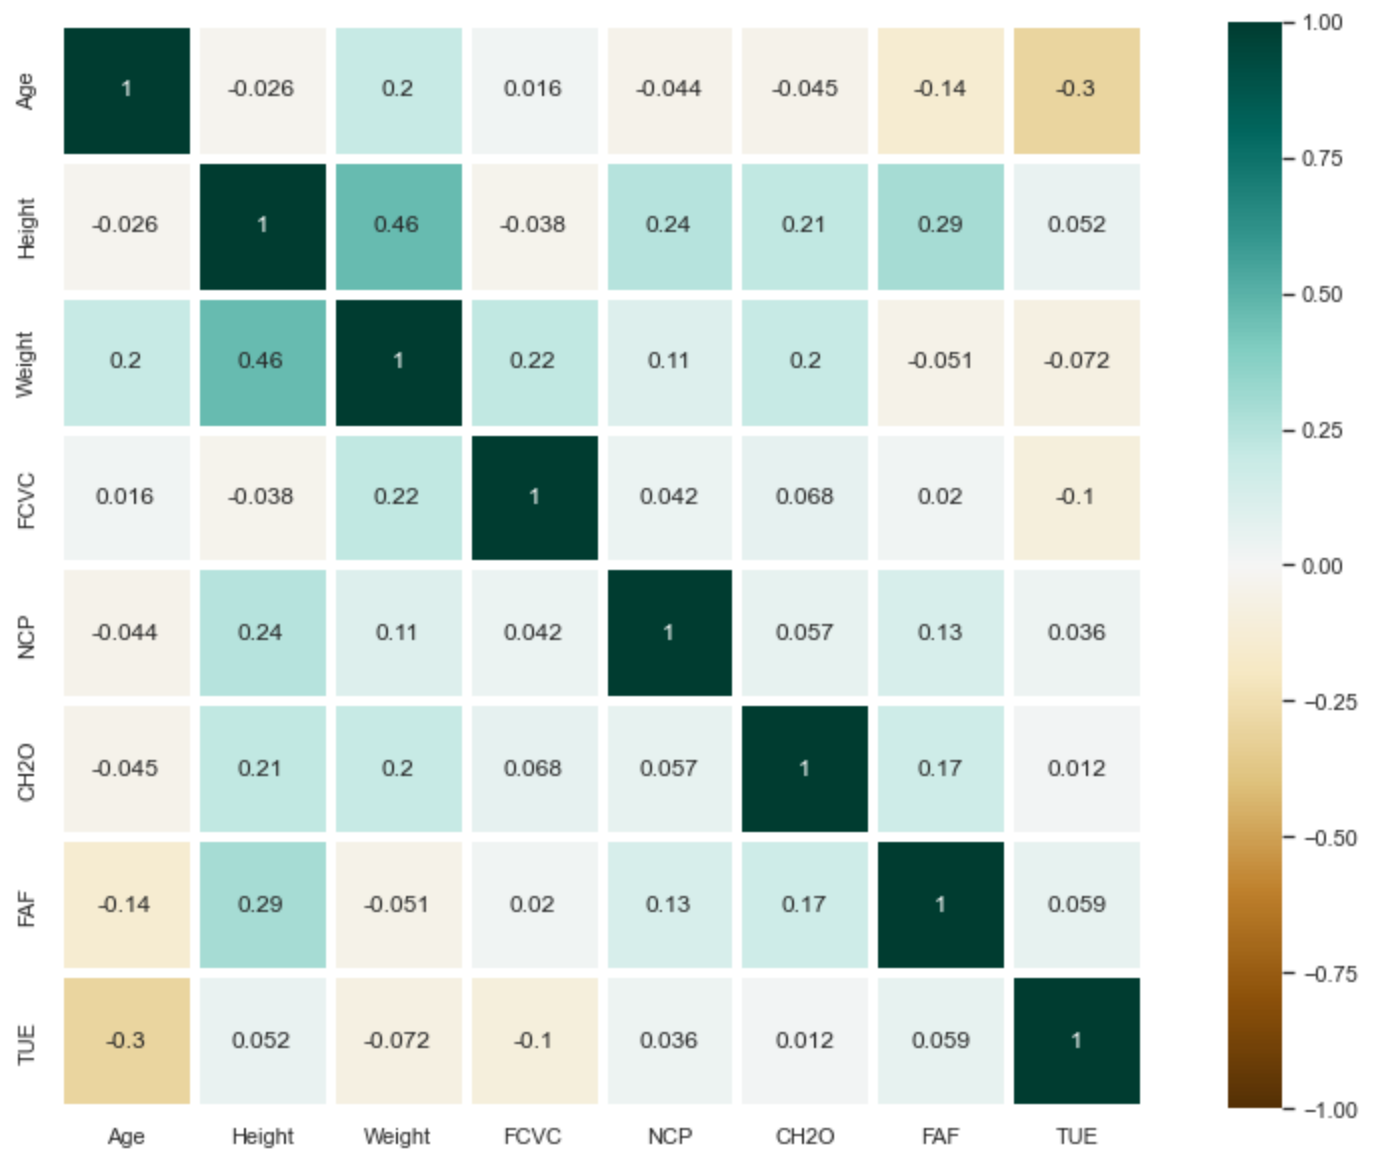 Age 1 -0.026 0.2 0.016 -0.044 -0.045 -0.14 -0.3
Height -0.026 1 0.46 -0.038 0.24 0.21 0.29 0.052
Weight 0.2 0.46 1 0.22 0.11 0.2 -0.051 -0.072
FCVC 0.016 -0.038 0.22 1 0.042 0.068 0.02 -0.1
NCP -0.044 0.24 0.11 0.042 1 0.057 0.13 0.036
CH2O -0.045 0.21 0.2 0.068 0.057 1 0.17 0.012
FAF -0.14 0.29 -0.051 0.02 0.13 0.17 1 0.059
TUE -0.3 0.052 -0.072 -0.1 0.036 0.012 0.059 1
Age Height Weight FCVC NCP CH2O FAF TUE
1.00
0.75
0.50
0.25
0.00
−0.25
−0.50
−0.75
−1.00